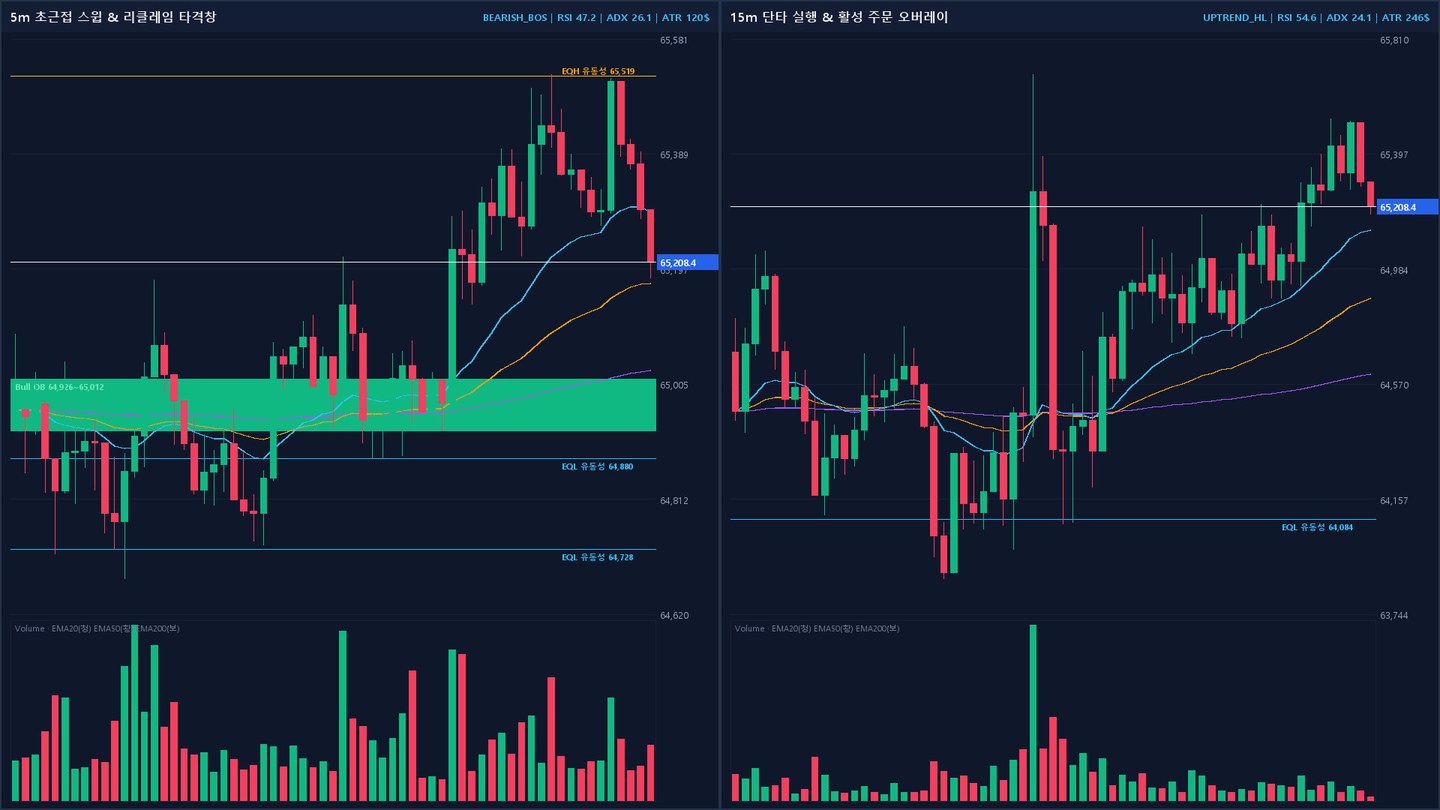 5m 초근접 스윕 & 리클레임 타격창
BEARISH_BOS | RSI 47.2 | ADX 26.1 | ATR 120$
65,581
EQH 유동성 65,519
65,389
65,208.4
65,197
Bull OB 64,926~65,012
65,005
EQL 유동성 64,880
64,812
EQL 유동성 64,728
64,620
Volume · EMA20(청) EMA50(황) EMA200(보)
15m 단타 실행 & 활성 주문 오버레이
UPTREND_HL | RSI 54.6 | ADX 24.1 | ATR 246$
65,810
65,397
65,208.4
64,984
64,570
64,157
EQL 유동성 64,084
63,744
Volume · EMA20(청) EMA50(황) EMA200(보)